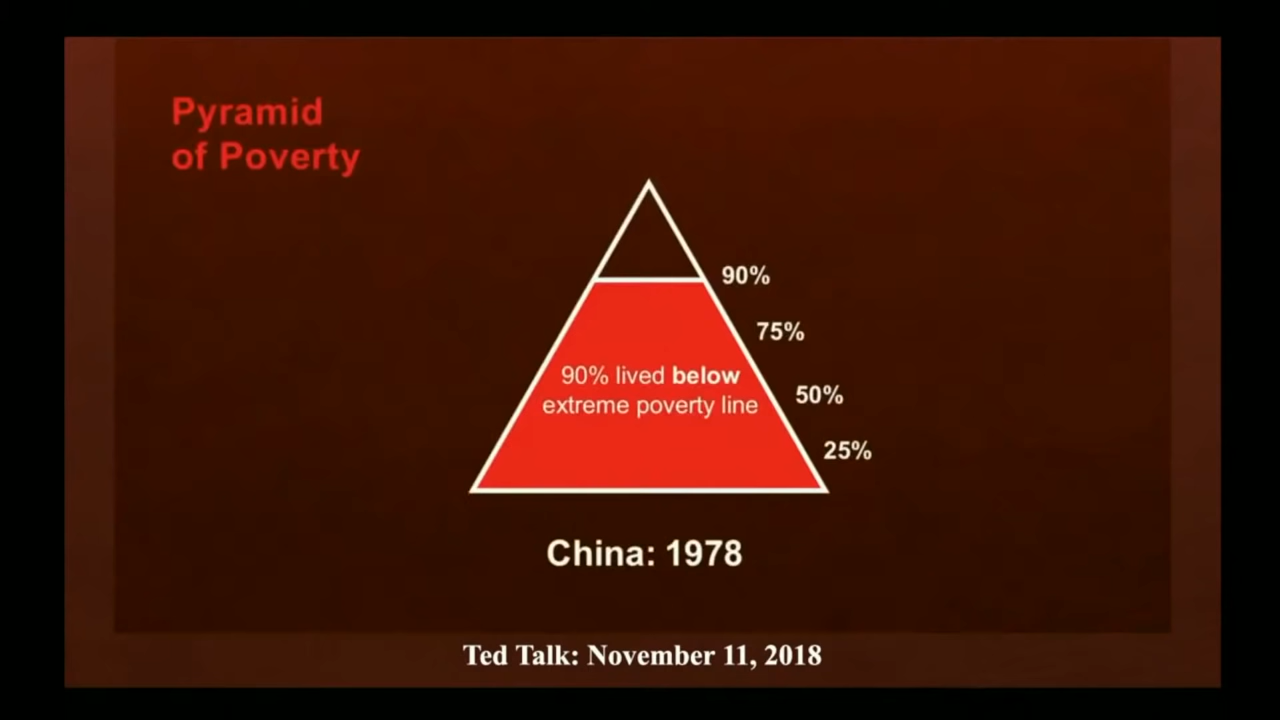 Pyramid
of Poverty
90%
75%
90% lived below
extreme poverty line
50%
25%
China: 1978
Ted Talk: November 11, 2018